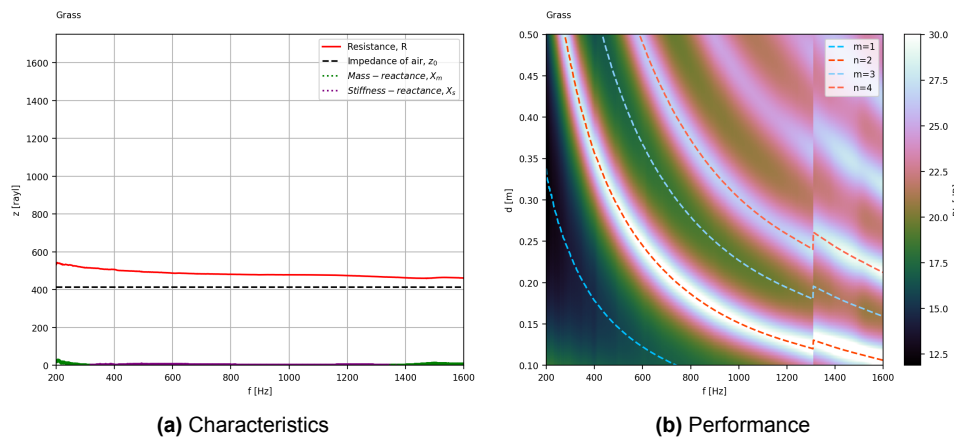 Grass
Resistance, R
Impedance of air, z₀
Mass − reactance, Xₘ
Stiffness − reactance, Xₛ
1600
1400
1200
1000
800
600
400
200
0
z [rayl]
200 400 600 800 1000 1200 1400 1600
f [Hz]
(a) Characteristics
Grass
m=1
n=2
m=3
n=4
0.50
0.45
0.40
0.35
0.30
0.25
0.20
0.15
0.10
d [m]
200 400 600 800 1000 1200 1400 1600
f [Hz]
30.0
27.5
25.0
22.5
20.0
17.5
15.0
12.5
(b) Performance